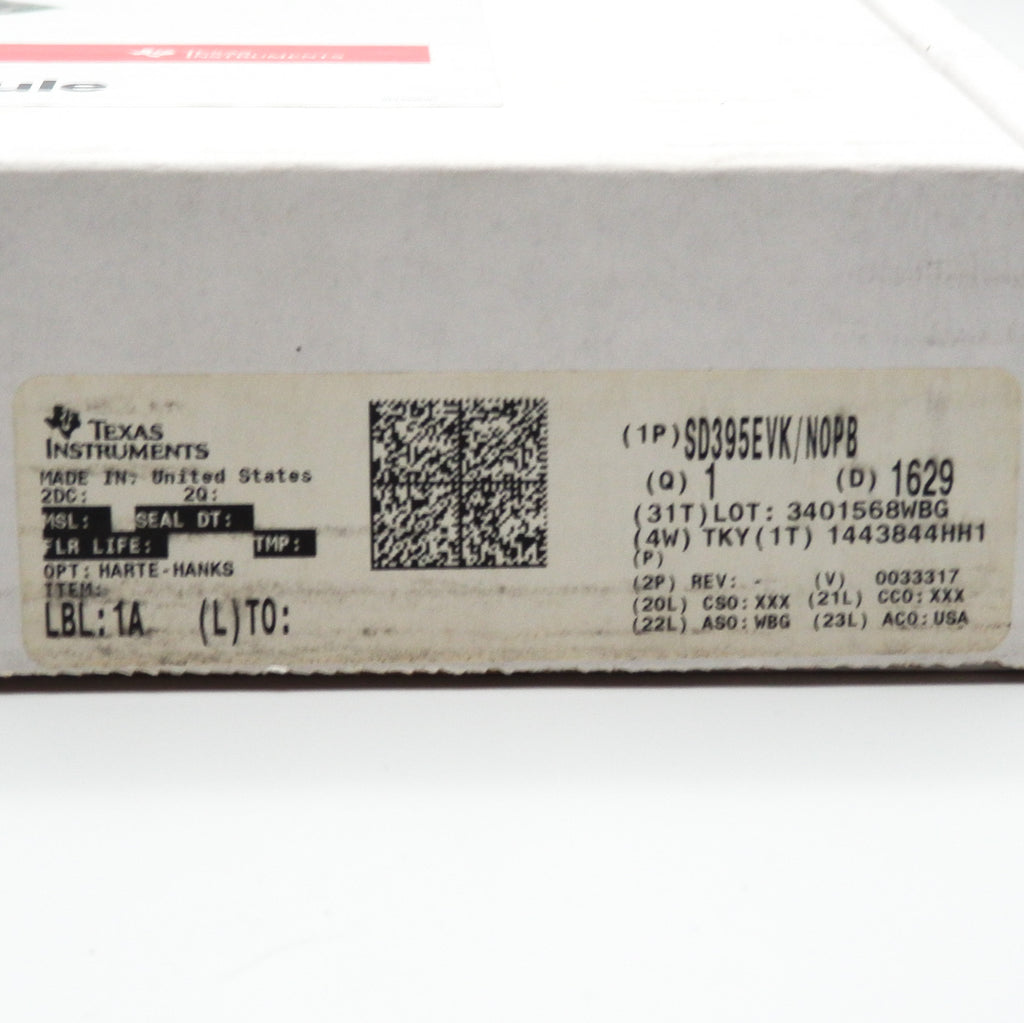 TEXAS INSTRUMENTS
ule
TEXAS
INSTRUMENTS
MADE IN: United States
2DC: 2Q:
MSL: SEAL DT:
FLR LIFE: TMP:
OPT: HARTE-HANKS
ITEM:
LBL: 1A (L)TO:
(1P) SD395EVK/NOPB
(Q) 1 (D) 1629
(31T)LOT: 3401568WBG
(4W) TKY(1T) 1443844HH1
(P)
(2P) REV: - (V) 0033317
(20L) CSO: XXX (21L) CCO: XXX
(22L) ASO: WBG (23L) ACO: USA